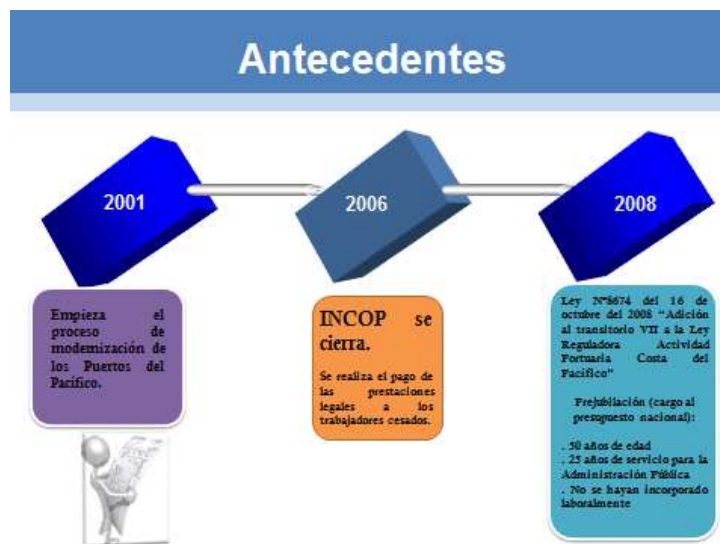 Antecedentes
2001
2006
2008
Empieza el
proceso de
modernización de
los Puertos del
Pacífico.
INCOP se
cierra.
Se realiza el pago de
las prestaciones
legales a los
trabajadores cesados.
Ley N°8674 del 16 de
octubre del 2008 “Adición
al transitorio VII a la Ley
Reguladora Actividad
Portuaria Costa del
Pacífico”
Prejubilación (cargo al
presupuesto nacional):
. 50 años de edad
. 25 años de servicio para la
Administración Pública
. No se hayan incorporado
laboralmente